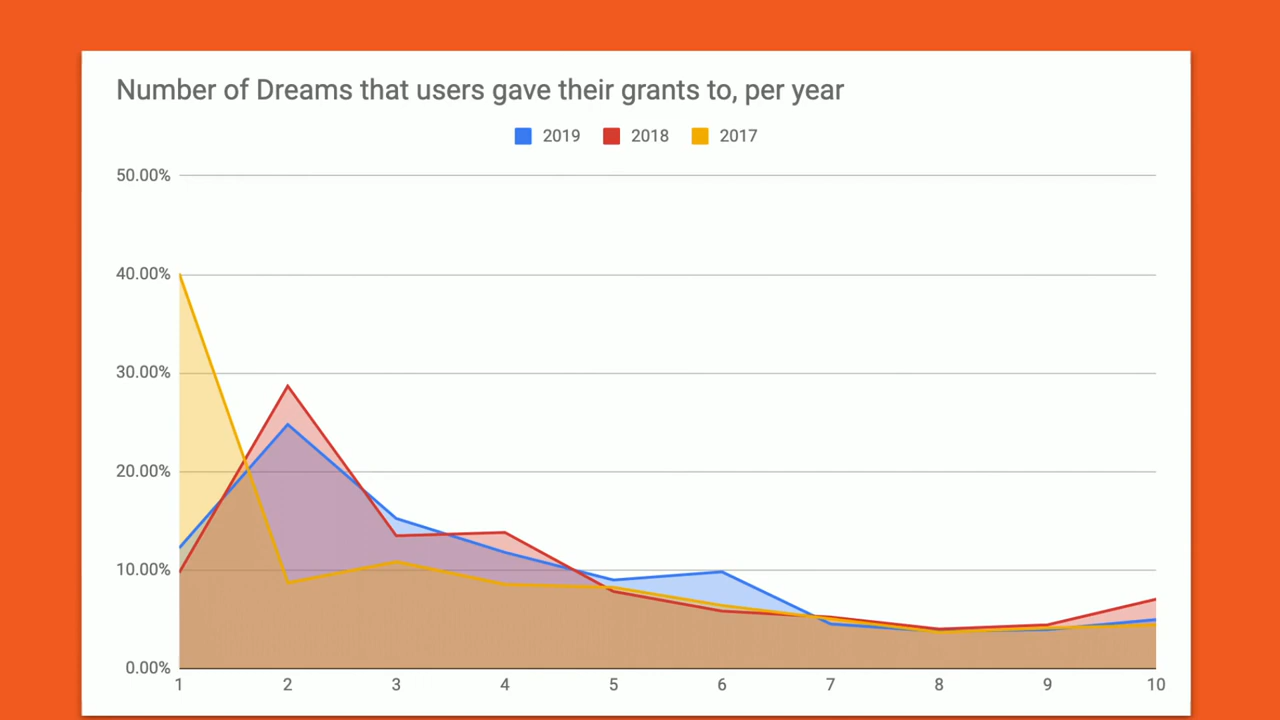 Number of Dreams that users gave their grants to, per year
2019 2018 2017
50.00%
40.00%
30.00%
20.00%
10.00%
0.00%
1 2 3 4 5 6 7 8 9 10